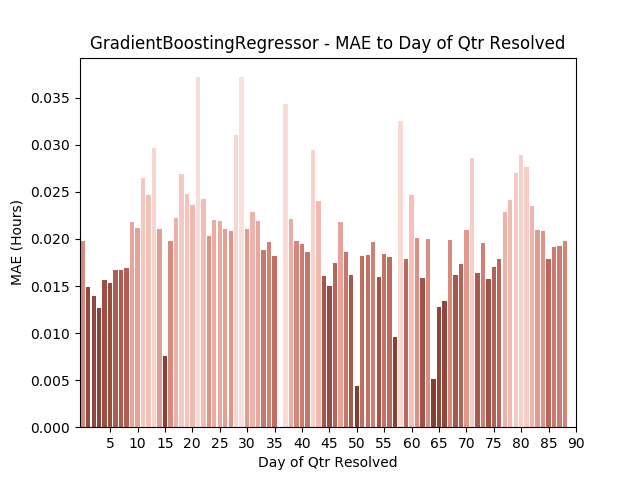 GradientBoostingRegressor - MAE to Day of Qtr Resolved
MAE (Hours)
0.035
0.030
0.025
0.020
0.015
0.010
0.005
0.000
5 10 15 20 25 30 35 40 45 50 55 60 65 70 75 80 85 90
Day of Qtr Resolved